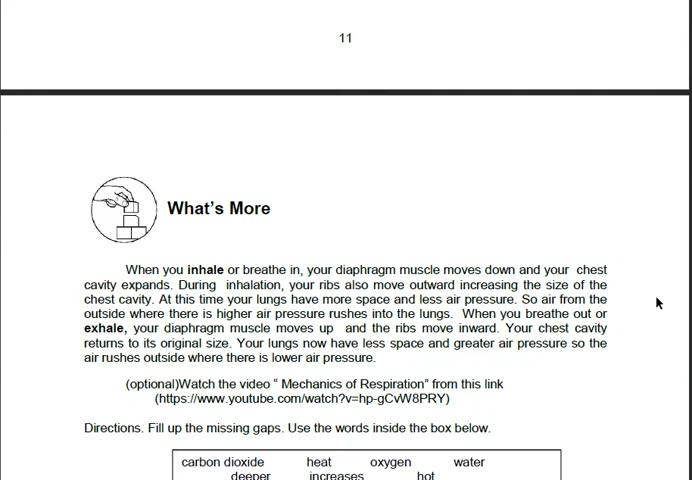 11
What's More
When you inhale or breathe in, your diaphragm muscle moves down and your chest
cavity expands. During inhalation, your ribs also move outward increasing the size of the
chest cavity. At this time your lungs have more space and less air pressure. So air from the
outside where there is higher air pressure rushes into the lungs. When you breathe out or
exhale, your diaphragm muscle moves up and the ribs move inward. Your chest cavity
returns to its original size. Your lungs now have less space and greater air pressure so the
air rushes outside where there is lower air pressure.
(optional)Watch the video “ Mechanics of Respiration” from this link
(https://www.youtube.com/watch?v=hp-gCvW8PRY)
Directions. Fill up the missing gaps. Use the words inside the box below.
carbon dioxide heat oxygen water
deeper increases hot